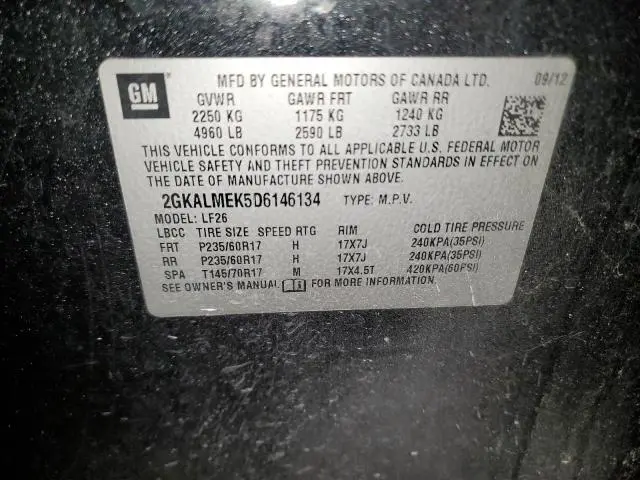 GM
MFD BY GENERAL MOTORS OF CANADA LTD. 09/12
GVWR GAWR FRT GAWR RR
2250 KG 1175 KG 1240 KG
4960 LB 2590 LB 2733 LB
THIS VEHICLE CONFORMS TO ALL APPLICABLE U.S. FEDERAL MOTOR
VEHICLE SAFETY AND THEFT PREVENTION STANDARDS IN EFFECT ON
THE DATE OF MANUFACTURE SHOWN ABOVE.
2GKALMEK5D6146134 TYPE: M.P.V.
MODEL: LF26
LBCC TIRE SIZE SPEED RTG RIM COLD TIRE PRESSURE
FRT P235/60R17 H 17X7J 240KPA(35PSI)
RR P235/60R17 H 17X7J 240KPA(35PSI)
SPA T145/70R17 M 17X4.5T 420KPA(60PSI)
SEE OWNER'S MANUAL FOR MORE INFORMATION.